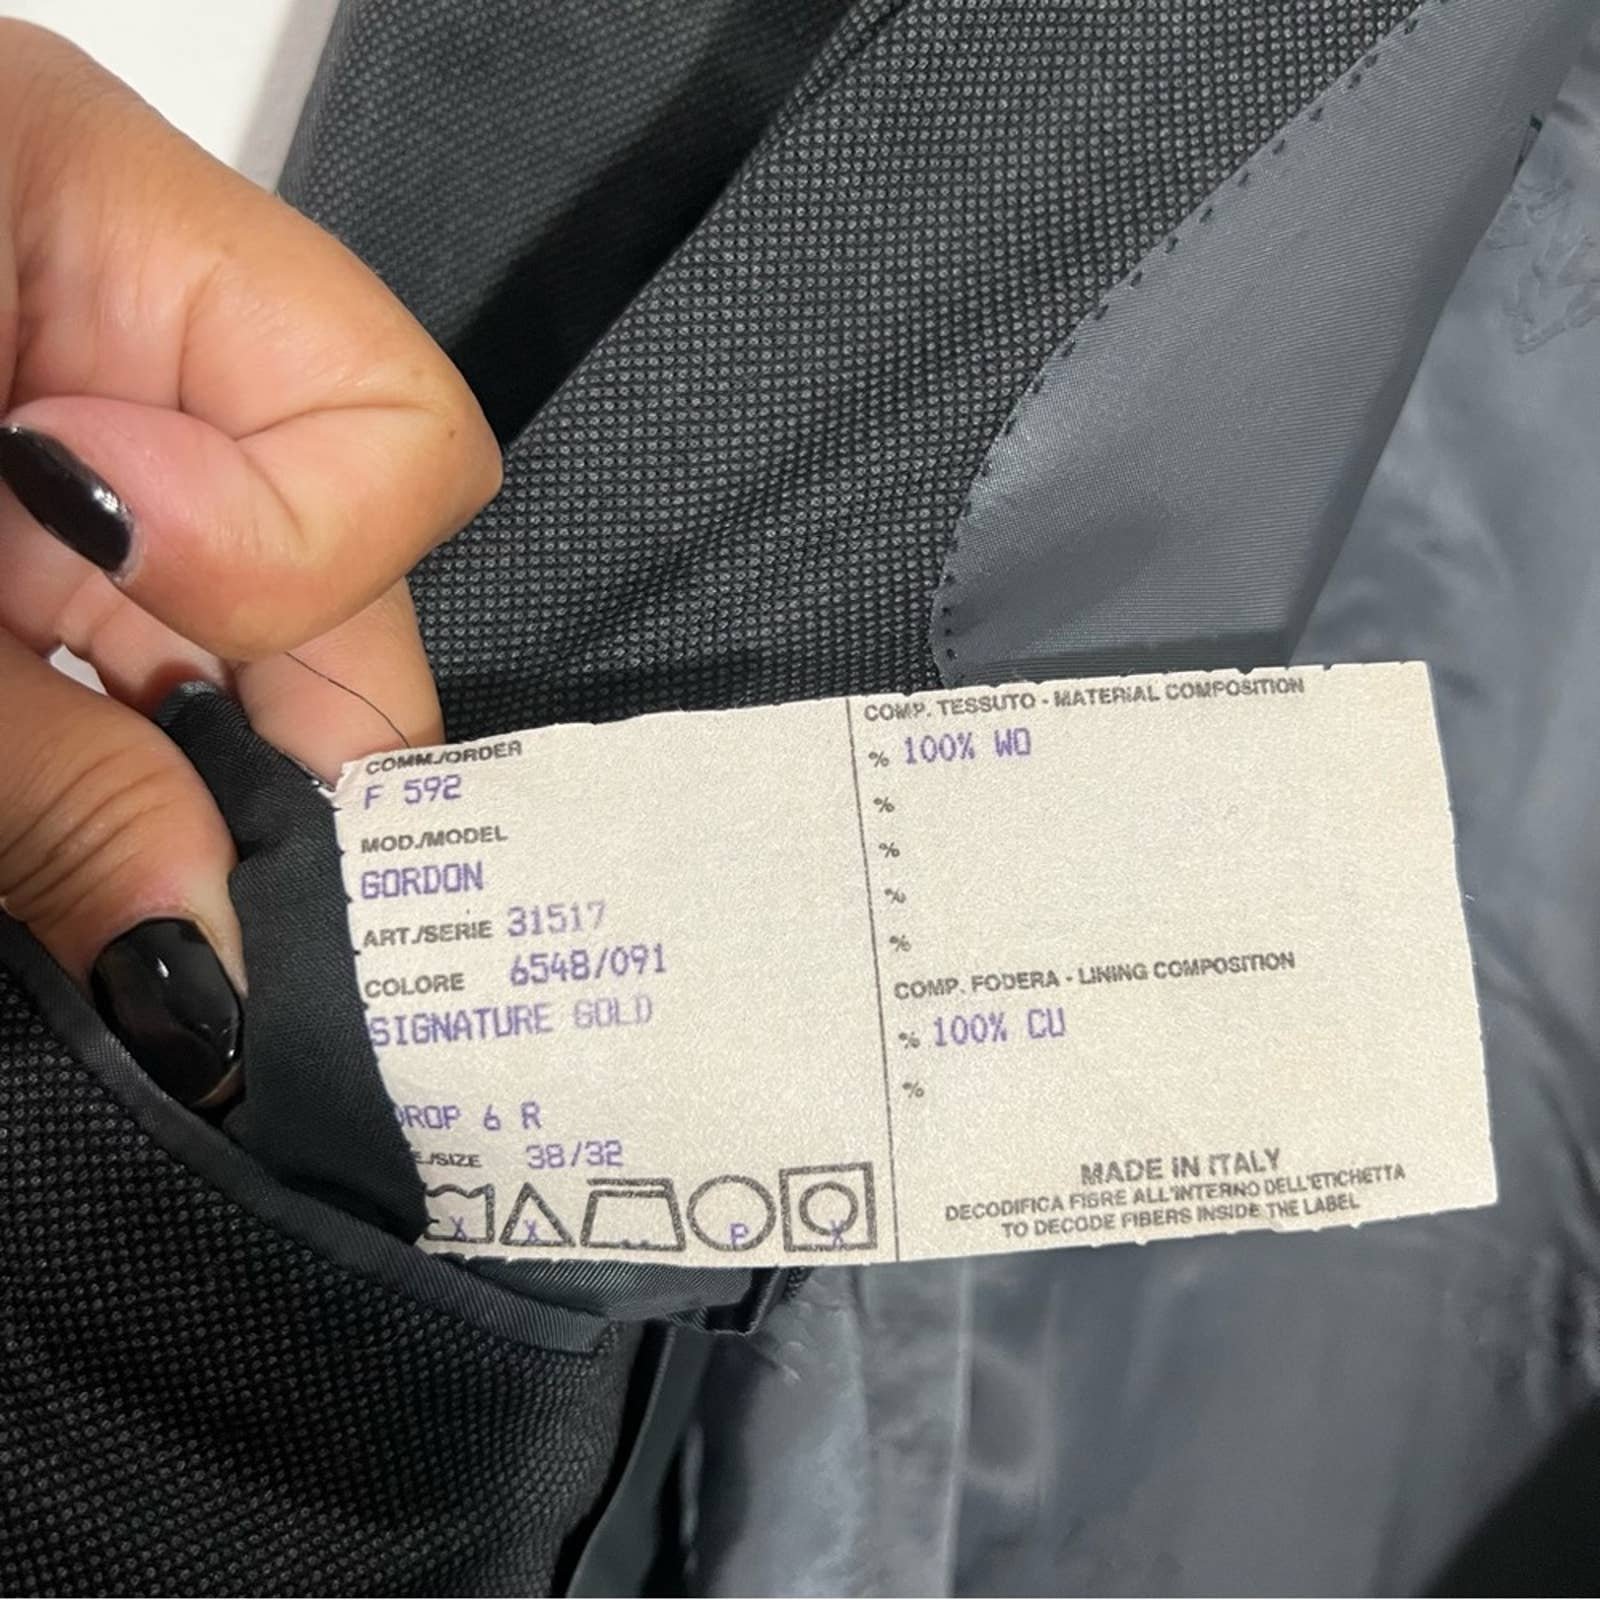 COMM./ORDER
F 592
MOD./MODEL
GORDON
ART./SERIE 31517
COLORE 6548/091
SIGNATURE GOLD
DROP 6 R
/SIZE 38/32
X X P X
COMP. TESSUTO - MATERIAL COMPOSITION
% 100% WO
%
%
%
%
COMP. FODERA - LINING COMPOSITION
% 100% CU
%
MADE IN ITALY
DECODIFICA FIBRE ALL'INTERNO DELL'ETICHETTA
TO DECODE FIBERS INSIDE THE LABEL